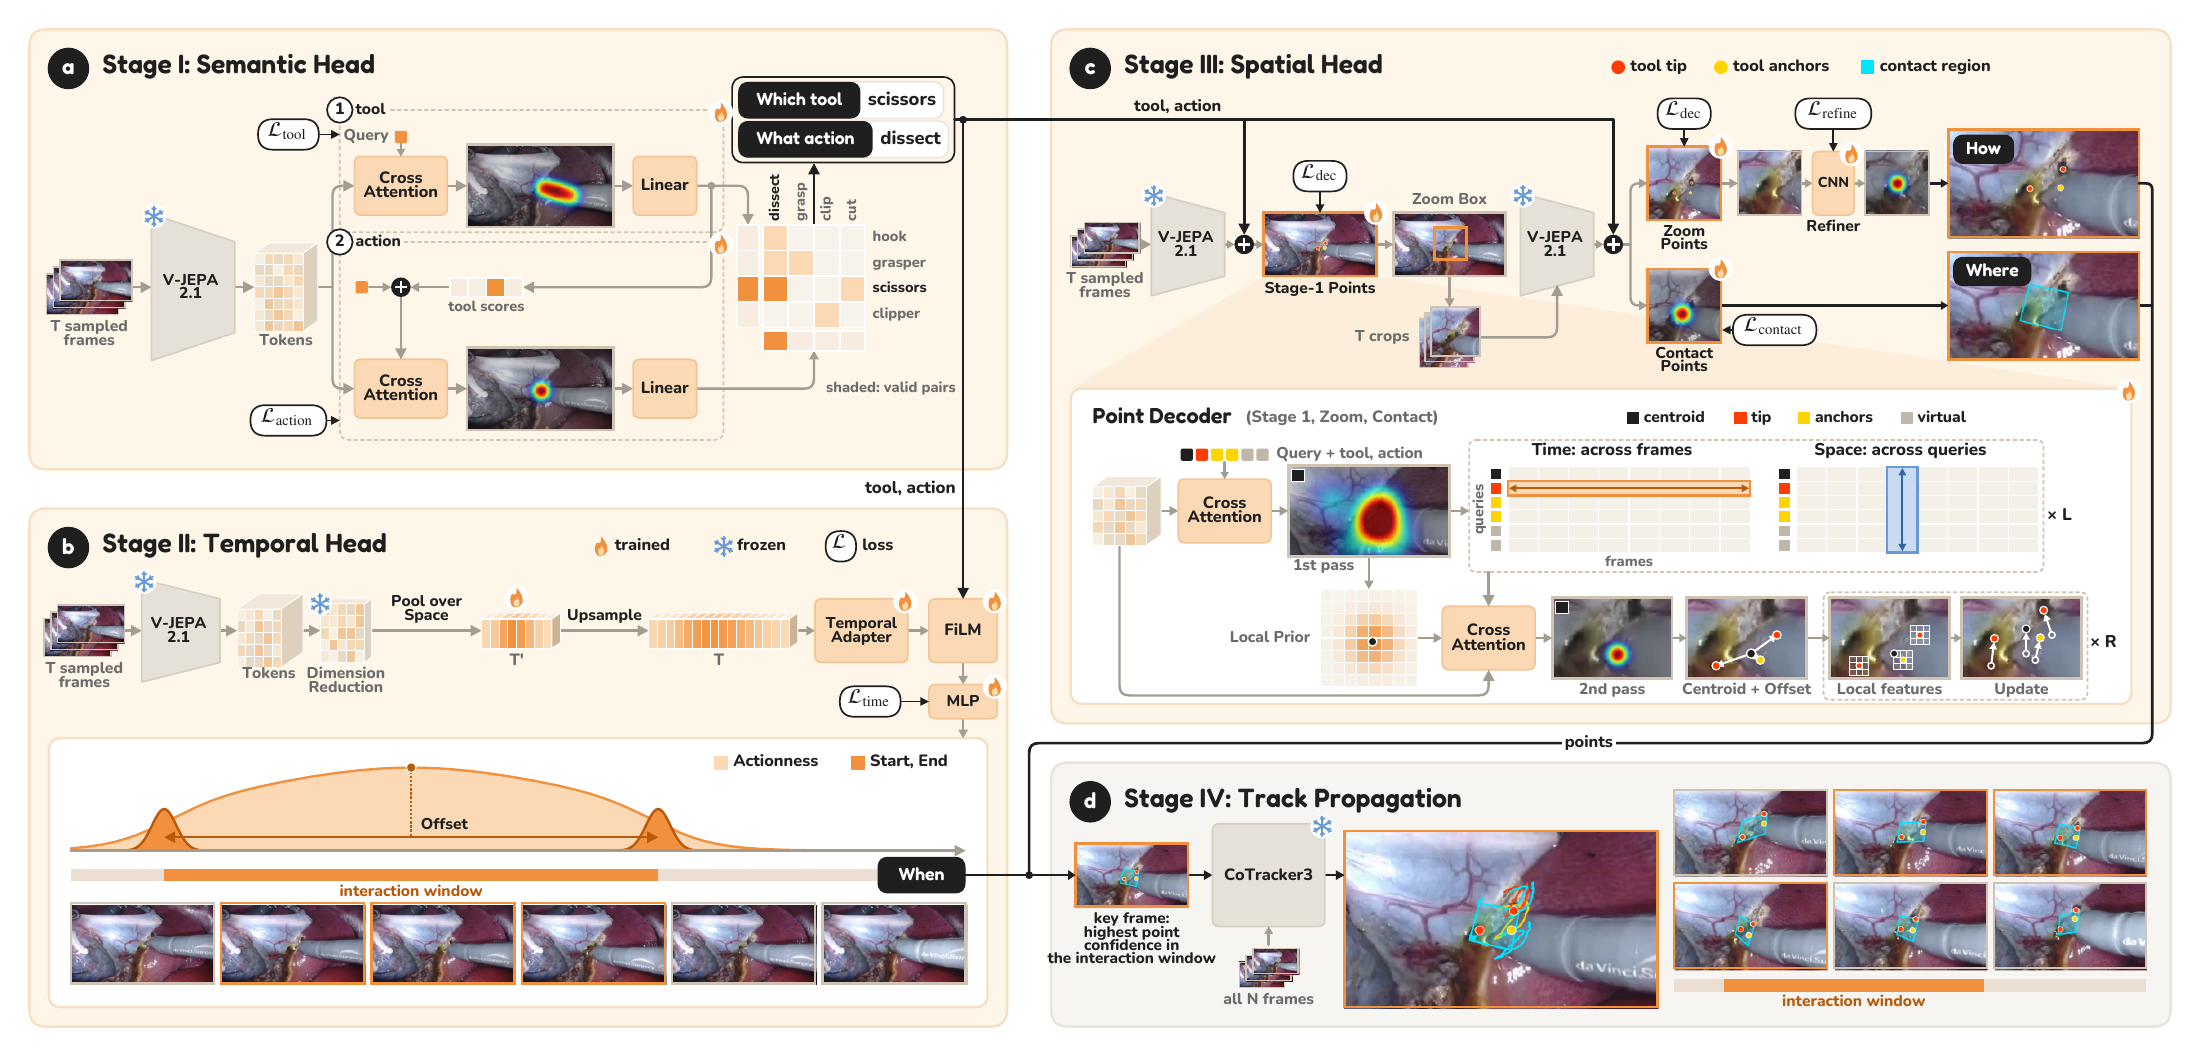 a Stage I: Semantic Head
1 tool
ℒtool
Query
Cross
Attention
Linear
Which tool scissors
What action dissect
dissect
grasp
clip
cut
hook
grasper
scissors
clipper
shaded: valid pairs
2 action
V-JEPA
2.1
T sampled
frames
Tokens
tool scores
Cross
Attention
Linear
ℒaction
tool, action
b Stage II: Temporal Head
trained
frozen
ℒ loss
V-JEPA
2.1
T sampled
frames
Tokens
Dimension
Reduction
Pool over
Space
T'
Upsample
T
Temporal
Adapter
FiLM
ℒtime
MLP
Actionness
Start, End
Offset
When
interaction window
c Stage III: Spatial Head
tool tip
tool anchors
contact region
tool, action
V-JEPA
2.1
T sampled
frames
ℒdec
Stage-1 Points
Zoom Box
T crops
V-JEPA
2.1
ℒdec
Zoom
Points
ℒrefine
CNN
Refiner
How
Where
Contact
Points
ℒcontact
Point Decoder (Stage 1, Zoom, Contact)
centroid
tip
anchors
virtual
Query + tool, action
Cross
Attention
1st pass
Time: across frames
Space: across queries
queries
frames
× L
Local Prior
Cross
Attention
2nd pass
Centroid + Offset
Local features
Update
× R
points
d Stage IV: Track Propagation
key frame:
highest point
confidence in
the interaction window
CoTracker3
all N frames
da Vinci.Su
interaction window